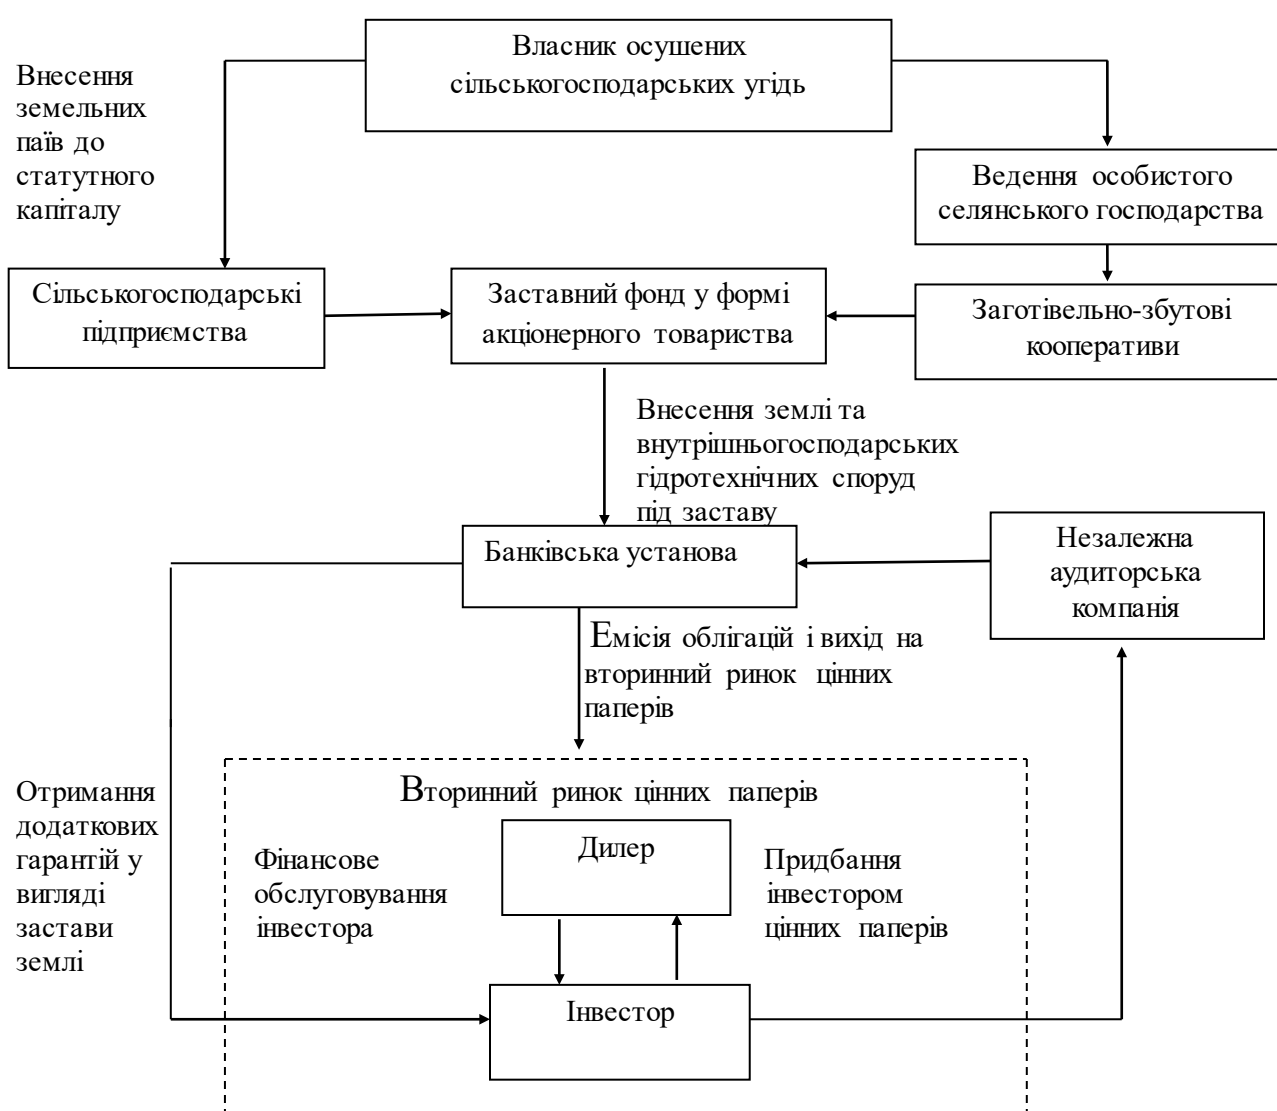 Власник осушених
сільськогосподарських угідь
Внесення
земельних
паїв до
статутного
капіталу
Ведення особистого
селянського господарства
Сільськогосподарські
підприємства
Заставний фонд у формі
акціонерного товариства
Заготівельно-збутові
кооперативи
Внесення землі та
внутрішньогосподарських
гідротехнічних споруд
під заставу
Банківська установа
Незалежна
аудиторська
компанія
Емісія облігацій і вихід на
вторинний ринок цінних
паперів
Отримання
додаткових
гарантій у
вигляді
застави
землі
Вторинний ринок цінних паперів
Дилер
Фінансове
обслуговування
інвестора
Придбання
інвестором
цінних паперів
Інвестор